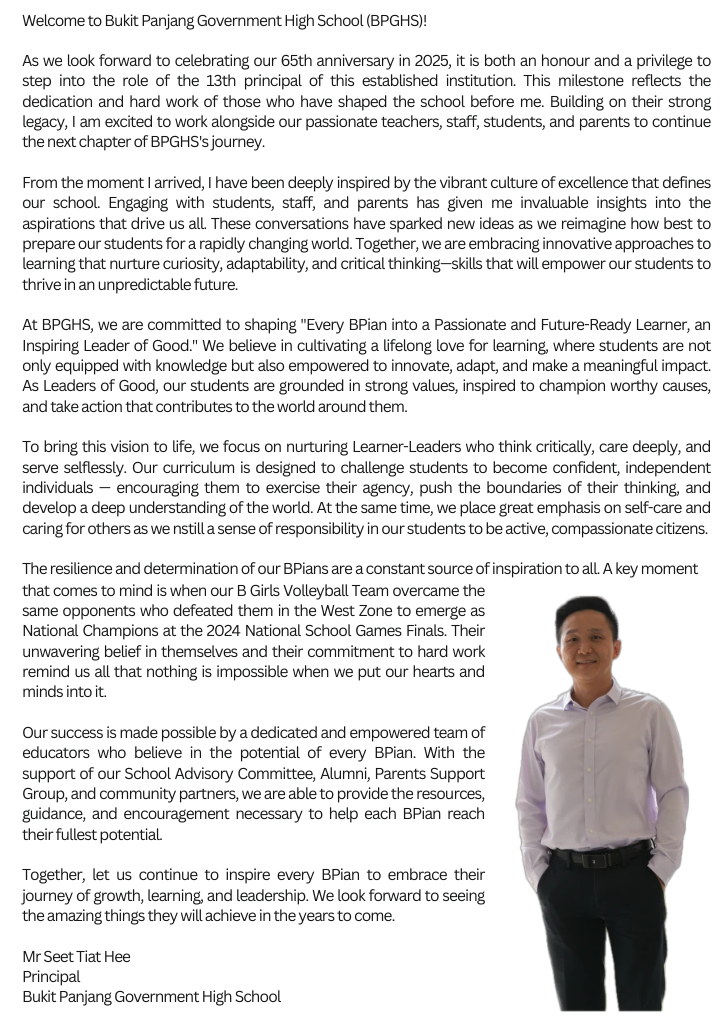 Welcome to Bukit Panjang Government High School (BPGHS)!
As we look forward to celebrating our 65th anniversary in 2025, it is both an honour and a privilege to
step into the role of the 13th principal of this established institution. This milestone reflects the
dedication and hard work of those who have shaped the school before me. Building on their strong
legacy, I am excited to work alongside our passionate teachers, staff, students, and parents to continue
the next chapter of BPGHS's journey.
From the moment I arrived, I have been deeply inspired by the vibrant culture of excellence that defines
our school. Engaging with students, staff, and parents has given me invaluable insights into the
aspirations that drive us all. These conversations have sparked new ideas as we reimagine how best to
prepare our students for a rapidly changing world. Together, we are embracing innovative approaches to
learning that nurture curiosity, adaptability, and critical thinking—skills that will empower our students to
thrive in an unpredictable future.
At BPGHS, we are committed to shaping "Every BPian into a Passionate and Future-Ready Learner, an
Inspiring Leader of Good." We believe in cultivating a lifelong love for learning, where students are not
only equipped with knowledge but also empowered to innovate, adapt, and make a meaningful impact.
As Leaders of Good, our students are grounded in strong values, inspired to champion worthy causes,
and take action that contributes to the world around them.
To bring this vision to life, we focus on nurturing Learner-Leaders who think critically, care deeply, and
serve selflessly. Our curriculum is designed to challenge students to become confident, independent
individuals — encouraging them to exercise their agency, push the boundaries of their thinking, and
develop a deep understanding of the world. At the same time, we place great emphasis on self-care and
caring for others as we nstill a sense of responsibility in our students to be active, compassionate citizens.
The resilience and determination of our BPians are a constant source of inspiration to all. A key moment
that comes to mind is when our B Girls Volleyball Team overcame the
same opponents who defeated them in the West Zone to emerge as
National Champions at the 2024 National School Games Finals. Their
unwavering belief in themselves and their commitment to hard work
remind us all that nothing is impossible when we put our hearts and
minds into it.
Our success is made possible by a dedicated and empowered team of
educators who believe in the potential of every BPian. With the
support of our School Advisory Committee, Alumni, Parents Support
Group, and community partners, we are able to provide the resources,
guidance, and encouragement necessary to help each BPian reach
their fullest potential.
Together, let us continue to inspire every BPian to embrace their
journey of growth, learning, and leadership. We look forward to seeing
the amazing things they will achieve in the years to come.
Mr Seet Tiat Hee
Principal
Bukit Panjang Government High School